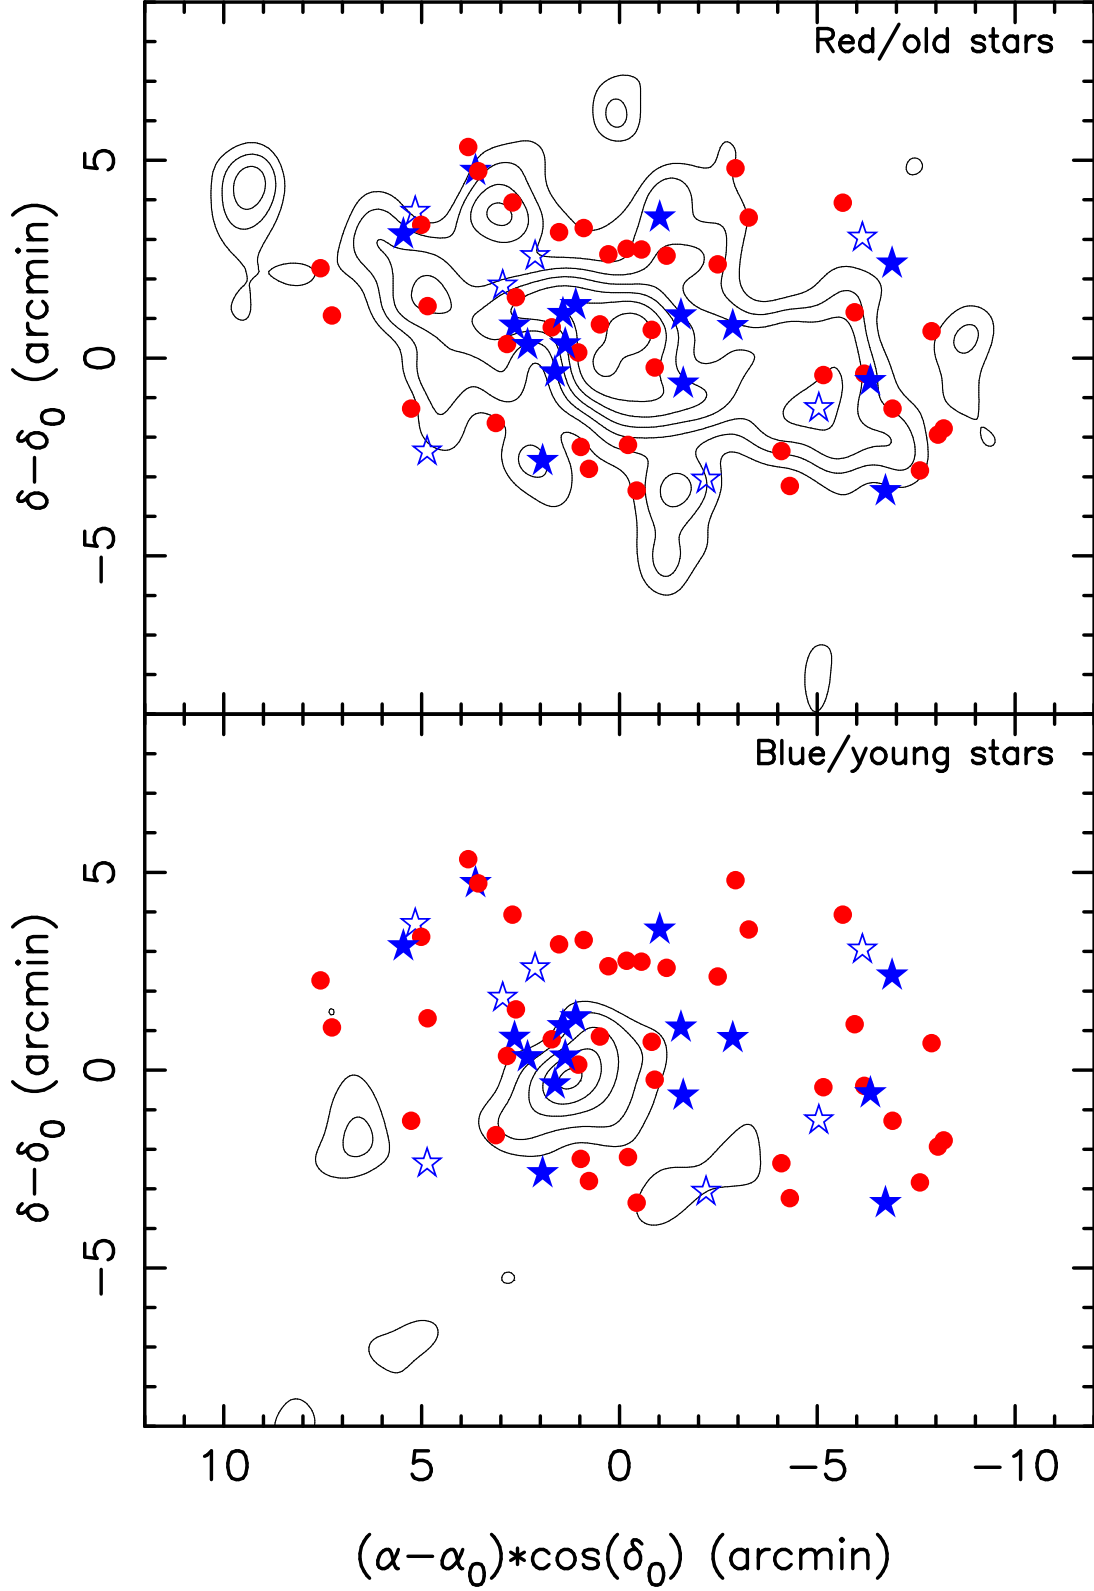 Red/old stars
5
0
−5
δ−δ₀ (arcmin)
Blue/young stars
5
0
−5
δ−δ₀ (arcmin)
10 5 0 −5 −10
(α−α₀)*cos(δ₀) (arcmin)